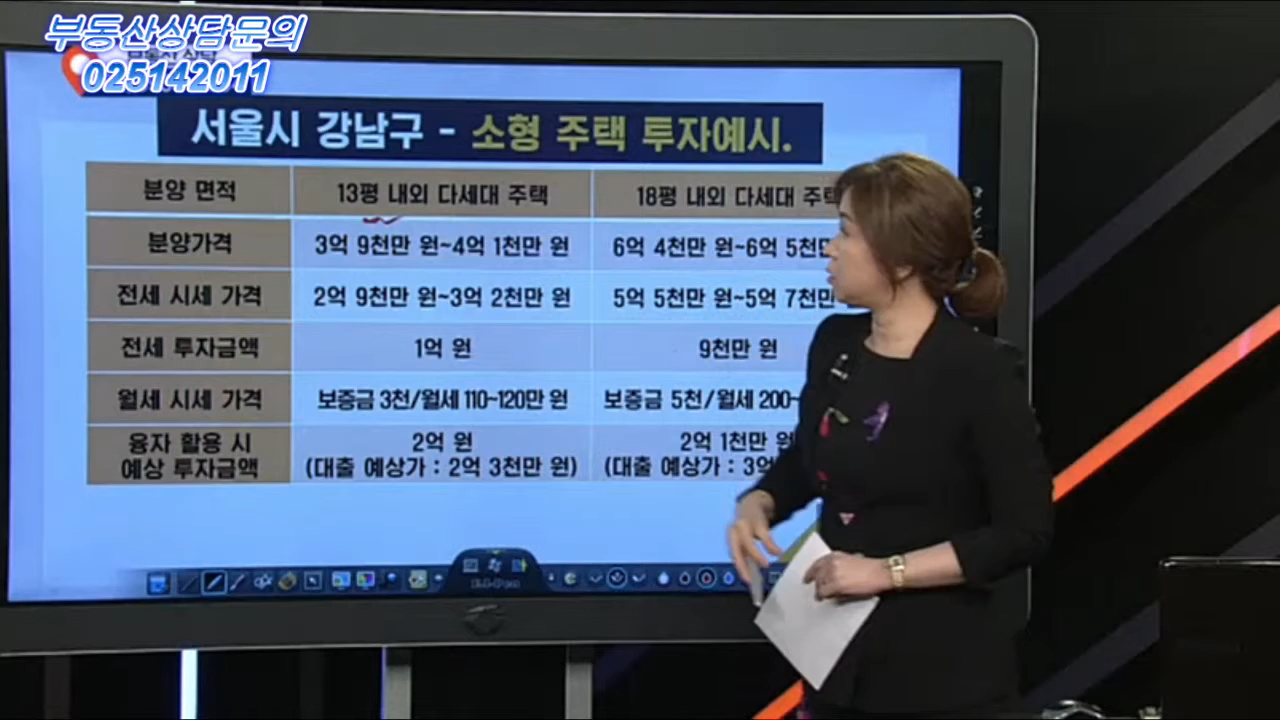 부동산상담문의
025142011
서울시 강남구 - 소형 주택 투자예시.
분양 면적
13평 내외 다세대 주택
18평 내외 다세대 주택
분양가격
3억 9천만 원~4억 1천만 원
6억 4천만 원~6억 5천만
전세 시세 가격
2억 9천만 원~3억 2천만 원
5억 5천만 원~5억 7천만
전세 투자금액
1억 원
9천만 원
월세 시세 가격
보증금 3천/월세 110~120만 원
보증금 5천/월세 200~
융자 활용 시
예상 투자금액
2억 원
(대출 예상가 : 2억 3천만 원)
2억 1천만 원
(대출 예상가 : 3억